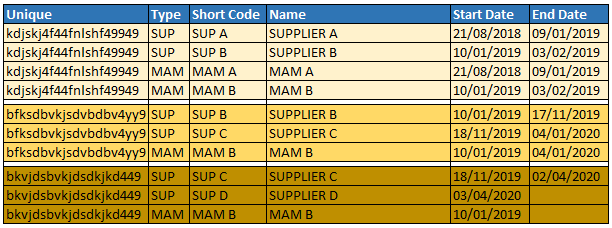 Unique Type Short Code Name Start Date End Date
kdjskj4f44fnlshf49949 SUP SUP A SUPPLIER A 21/08/2018 09/01/2019
kdjskj4f44fnlshf49949 SUP SUP B SUPPLIER B 10/01/2019 03/02/2019
kdjskj4f44fnlshf49949 MAM MAM A MAM A 21/08/2018 09/01/2019
kdjskj4f44fnlshf49949 MAM MAM B MAM B 10/01/2019 03/02/2019
bfksdbvkjsdvbdbv4yy9 SUP SUP B SUPPLIER B 10/01/2019 17/11/2019
bfksdbvkjsdvbdbv4yy9 SUP SUP C SUPPLIER C 18/11/2019 04/01/2020
bfksdbvkjsdvbdbv4yy9 MAM MAM B MAM B 10/01/2019 04/01/2020
bkvjdsbvkjdsdkjkd449 SUP SUP C SUPPLIER C 18/11/2019 02/04/2020
bkvjdsbvkjdsdkjkd449 SUP SUP D SUPPLIER D 03/04/2020
bkvjdsbvkjdsdkjkd449 MAM MAM B MAM B 10/01/2019